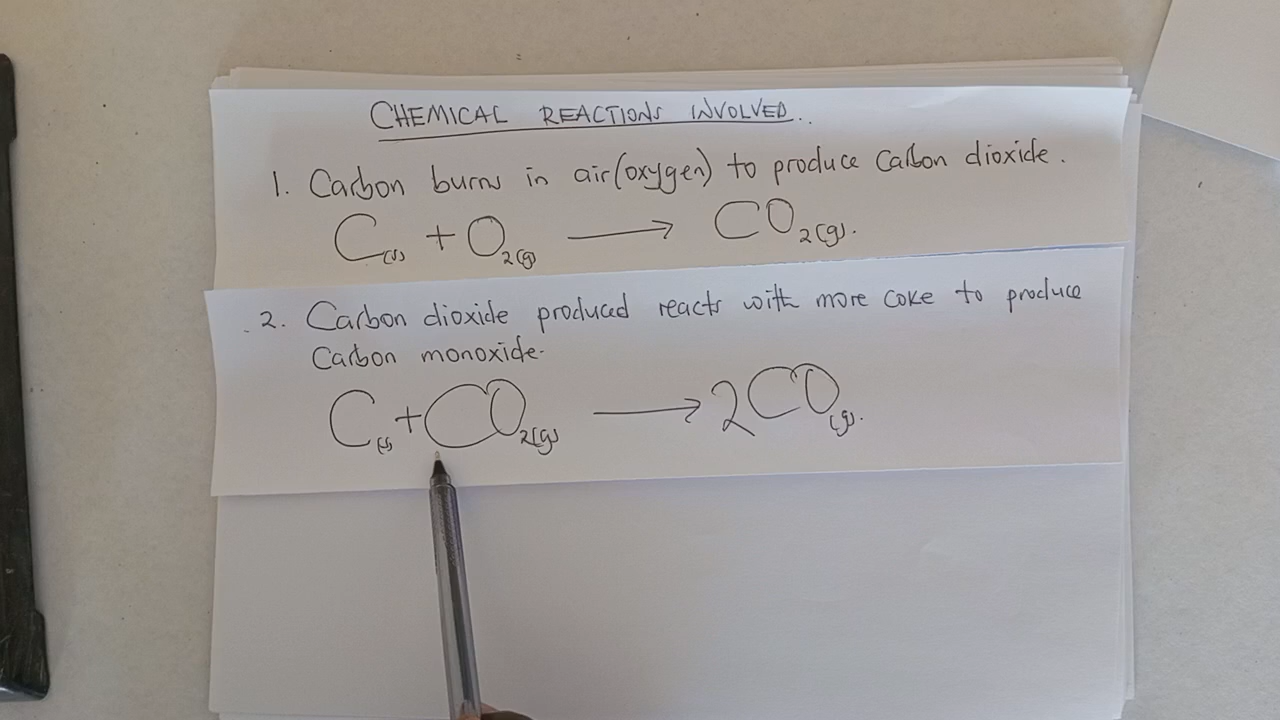 CHEMICAL REACTIONS INVOLVED..
1. Carbon burns in air (oxygen) to produce Carbon dioxide.
C(s) + O2(g) → CO2(g).
2. Carbon dioxide produced reacts with more coke to produce
Carbon monoxide.
C(s) + CO2(g) → 2CO(g).